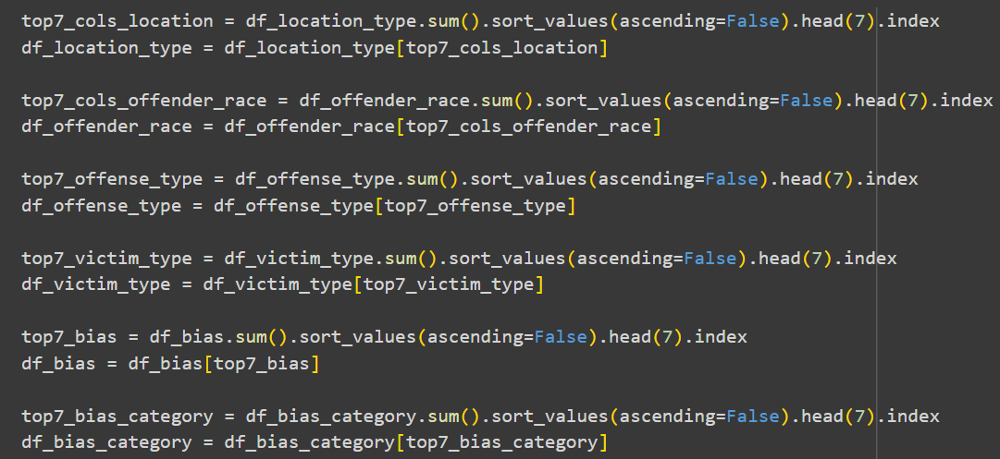 top7_cols_location = df_location_type.sum().sort_values(ascending=False).head(7).index
df_location_type = df_location_type[top7_cols_location]
top7_cols_offender_race = df_offender_race.sum().sort_values(ascending=False).head(7).index
df_offender_race = df_offender_race[top7_cols_offender_race]
top7_offense_type = df_offense_type.sum().sort_values(ascending=False).head(7).index
df_offense_type = df_offense_type[top7_offense_type]
top7_victim_type = df_victim_type.sum().sort_values(ascending=False).head(7).index
df_victim_type = df_victim_type[top7_victim_type]
top7_bias = df_bias.sum().sort_values(ascending=False).head(7).index
df_bias = df_bias[top7_bias]
top7_bias_category = df_bias_category.sum().sort_values(ascending=False).head(7).index
df_bias_category = df_bias_category[top7_bias_category]